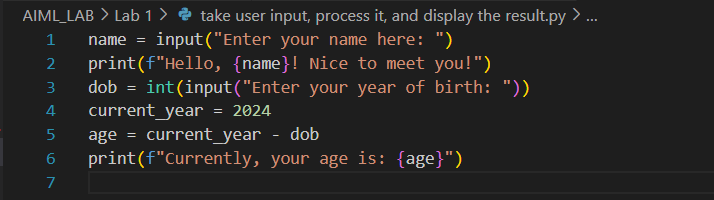 AIML_LAB > Lab 1 > take user input, process it, and display the result.py > ...
1 name = input("Enter your name here: ")
2 print(f"Hello, {name}! Nice to meet you!")
3 dob = int(input("Enter your year of birth: "))
4 current_year = 2024
5 age = current_year - dob
6 print(f"Currently, your age is: {age}")
7